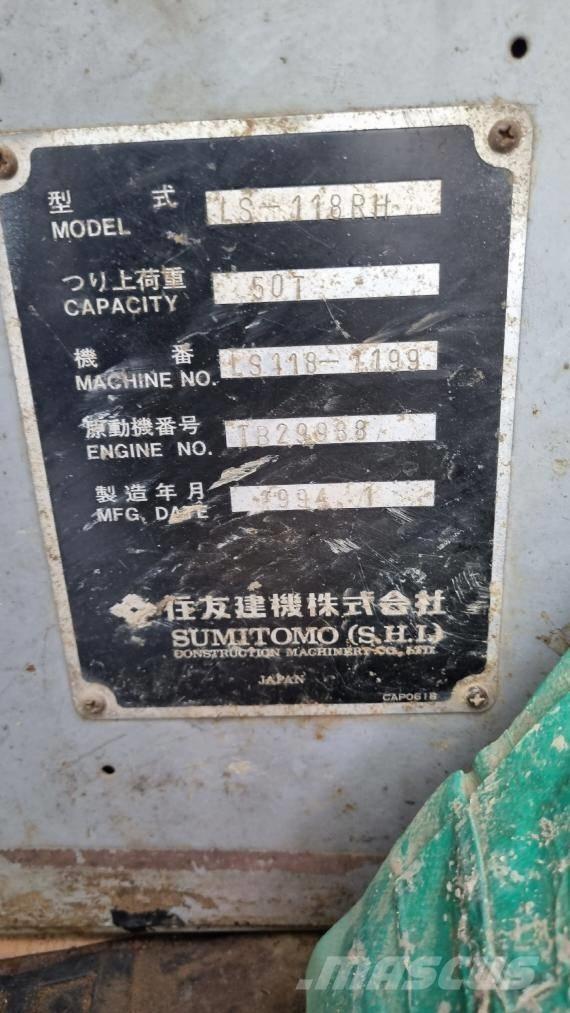 型 式 LS-118RH
MODEL
つり上荷重 50T
CAPACITY
機 番 LS118-1199
MACHINE NO.
原動機番号 TB29988
ENGINE NO.
製造年月 1994. 1
MFG. DATE
住友建機株式会社
SUMITOMO (S.H.I.)
CONSTRUCTION MACHINERY CO., LTD.
JAPAN
CAP0618
MASCUS